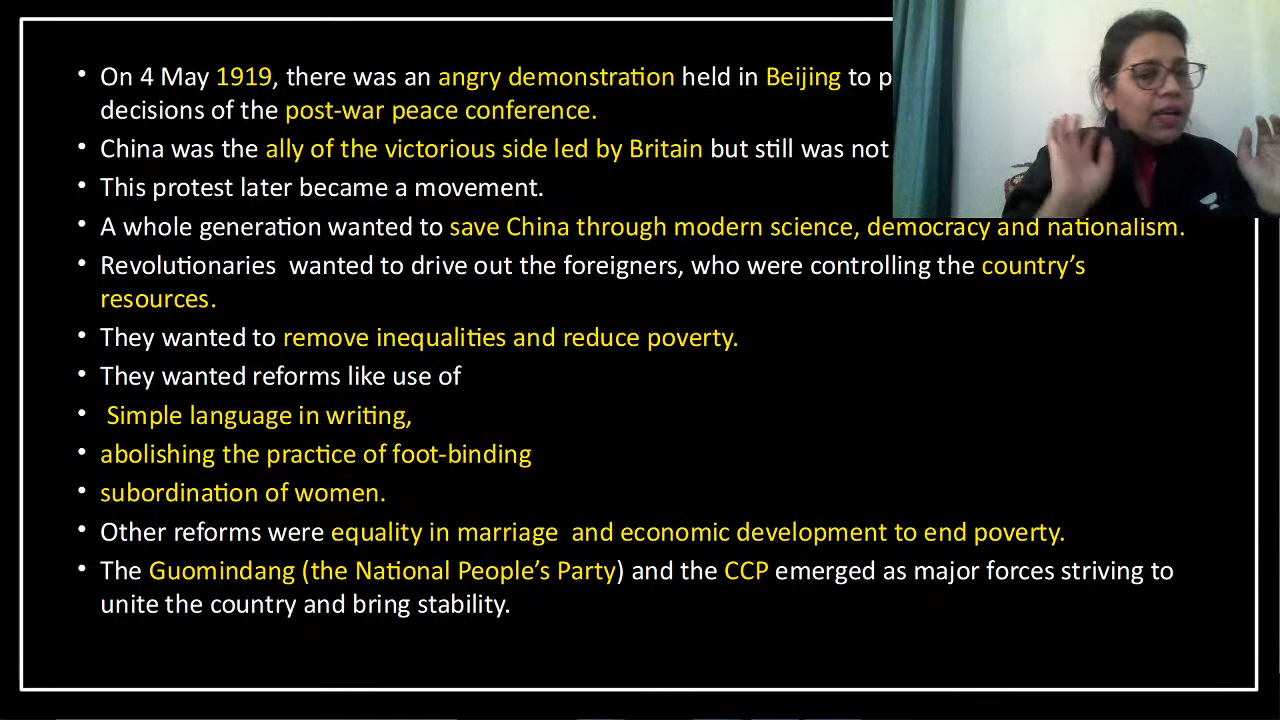 • On 4 May 1919, there was an angry demonstration held in Beijing to
decisions of the post-war peace conference.
• China was the ally of the victorious side led by Britain but still was not
• This protest later became a movement.
• A whole generation wanted to save China through modern science, democracy and nationalism.
• Revolutionaries wanted to drive out the foreigners, who were controlling the country's
resources.
• They wanted to remove inequalities and reduce poverty.
• They wanted reforms like use of
• Simple language in writing,
• abolishing the practice of foot-binding
• subordination of women.
• Other reforms were equality in marriage and economic development to end poverty.
• The Guomindang (the National People's Party) and the CCP emerged as major forces striving to
unite the country and bring stability.